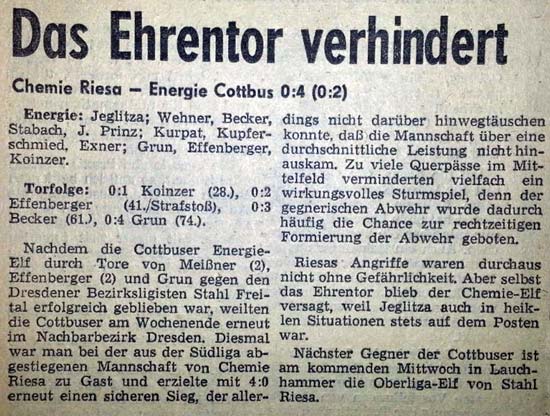 Das Ehrentor verhindert
Chemie Riesa — Energie Cottbus 0:4 (0:2)
Energie: Jeglitza; Wehner, Becker,
Stabach, J. Prinz; Kurpat, Kupfer-
schmied, Exner; Grun, Effenberger,
Koinzer.
Torfolge: 0:1 Koinzer (28.), 0:2
Effenberger (41./Strafstoß), 0:3
Becker (61.), 0:4 Grun (74.).
Nachdem die Cottbuser Energie-
Elf durch Tore von Meißner (2),
Effenberger (2) und Grun gegen den
Dresdener Bezirksligisten Stahl Frei-
tal erfolgreich geblieben war, weilten
die Cottbuser am Wochenende erneut
im Nachbarbezirk Dresden. Diesmal
war man bei der aus der Südliga ab-
gestiegenen Mannschaft von Chemie
Riesa zu Gast und erzielte mit 4:0
erneut einen sicheren Sieg, der aller-
dings nicht darüber hinwegtäuschen
konnte, daß die Mannschaft über eine
durchschnittliche Leistung nicht hin-
auskam. Zu viele Querpässe im Mit-
telfeld verminderten vielfach ein
wirkungsvolles Sturmspiel, denn der
gegnerischen Abwehr wurde dadurch
häufig die Chance zur rechtzeitigen
Formierung der Abwehr geboten.
Riesas Angriffe waren durchaus
nicht ohne Gefährlichkeit. Aber selbst
das Ehrentor blieb der Chemie-Elf
versagt, weil Jeglitza auch in heik-
len Situationen stets auf dem Posten
war.
Nächster Gegner der Cottbuser ist
am kommenden Mittwoch in Lauch-
hammer die Oberliga-Elf von Stahl
Riesa.